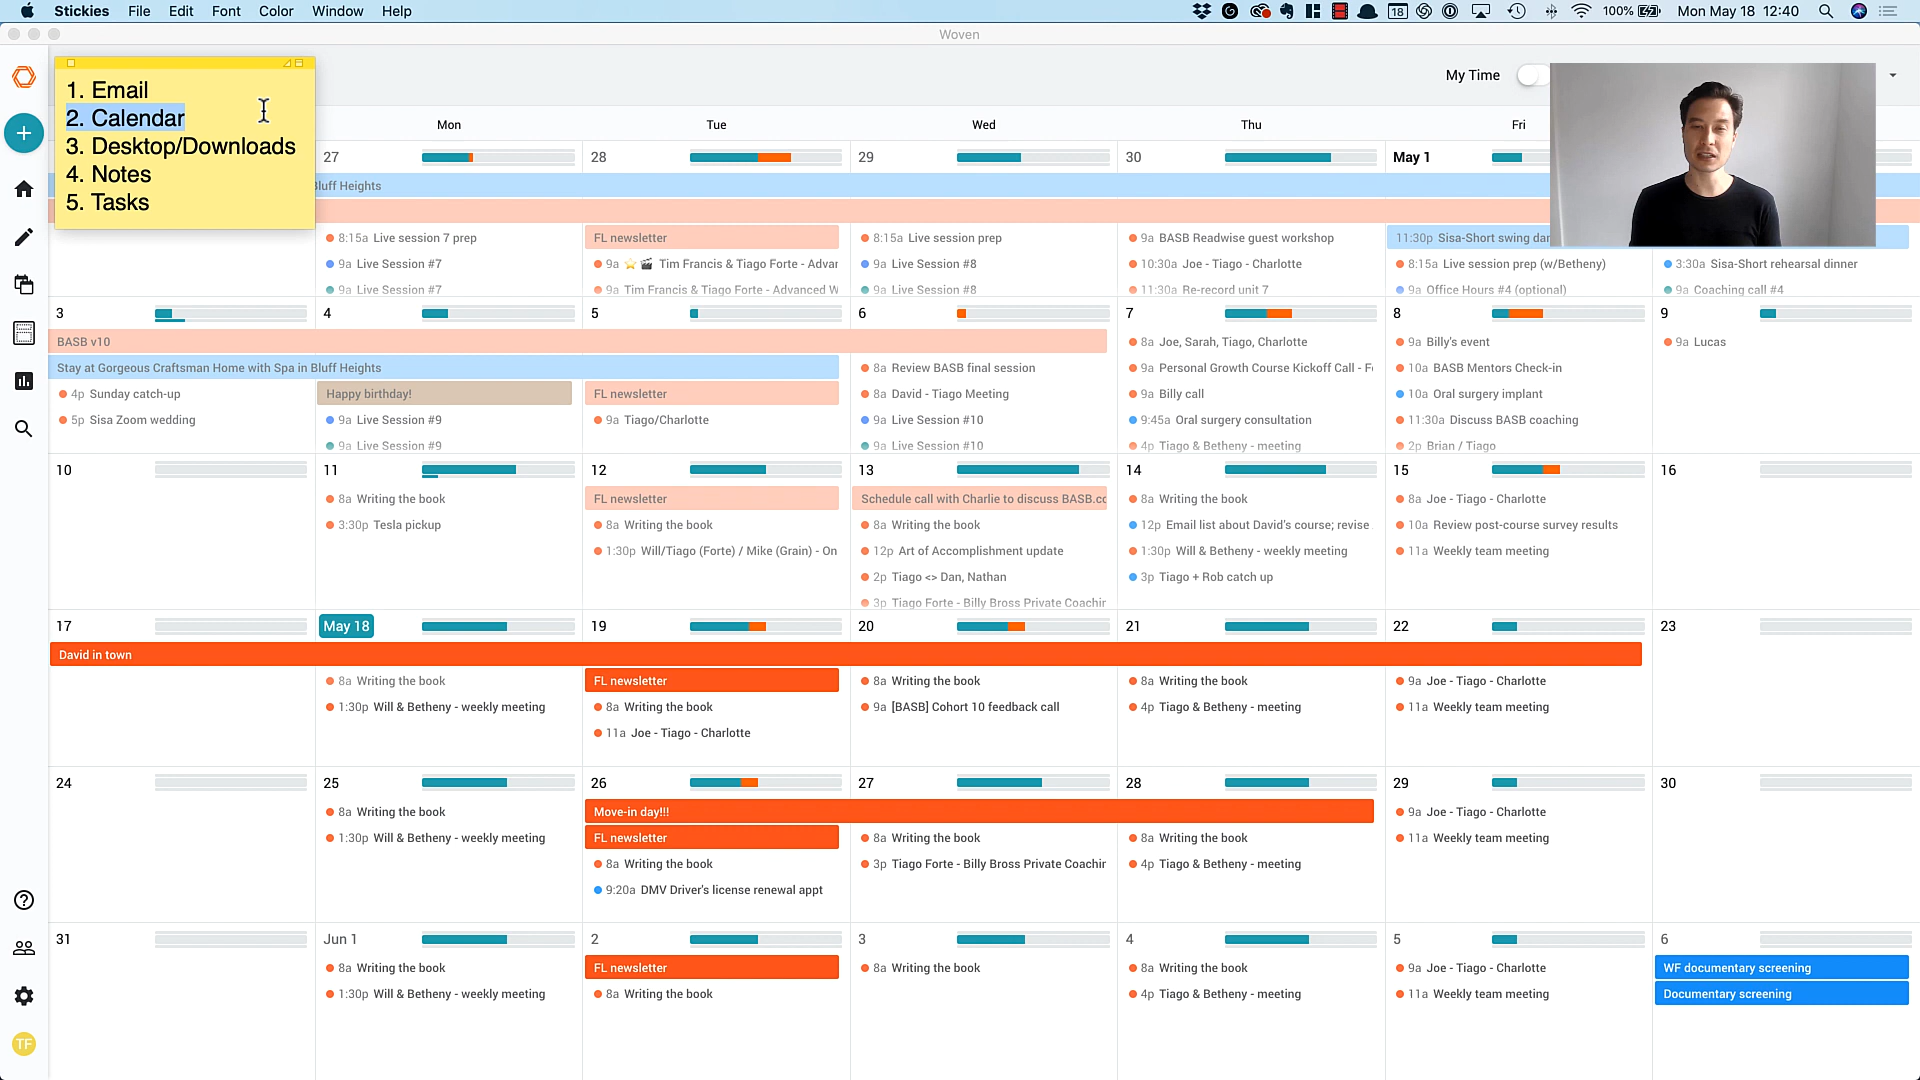 Stickies File Edit Font Color Window Help
18
100%
Mon May 18 12:40
Woven
1. Email
2. Calendar
3. Desktop/Downloads
4. Notes
5. Tasks
My Time
Mon Tue Wed Thu Fri
27 28 29 30 May 1
Bluff Heights
8:15a Live session 7 prep
9a Live Session #7
9a Live Session #7
FL newsletter
9a Tim Francis & Tiago Forte - Advar
9a Tim Francis & Tiago Forte - Advanced W
8:15a Live session prep
9a Live Session #8
9a Live Session #8
9a BASB Readwise guest workshop
10:30a Joe - Tiago - Charlotte
11:30a Re-record unit 7
11:30p Sisa-Short swing dan
8:15a Live session prep (w/Betheny)
9a Office Hours #4 (optional)
3:30a Sisa-Short rehearsal dinner
9a Coaching call #4
3 4 5 6 7 8 9
BASB v10
Stay at Gorgeous Craftsman Home with Spa in Bluff Heights
4p Sunday catch-up
5p Sisa Zoom wedding
Happy birthday!
9a Live Session #9
9a Live Session #9
FL newsletter
9a Tiago/Charlotte
8a Review BASB final session
8a David - Tiago Meeting
9a Live Session #10
9a Live Session #10
8a Joe, Sarah, Tiago, Charlotte
9a Personal Growth Course Kickoff Call - F
9a Billy call
9:45a Oral surgery consultation
4p Tiago & Betheny - meeting
9a Billy's event
10a BASB Mentors Check-in
10a Oral surgery implant
11:30a Discuss BASB coaching
2p Brian / Tiago
9a Lucas
10 11 12 13 14 15 16
8a Writing the book
3:30p Tesla pickup
FL newsletter
8a Writing the book
1:30p Will/Tiago (Forte) / Mike (Grain) - On
Schedule call with Charlie to discuss BASB.cc
8a Writing the book
12p Art of Accomplishment update
2p Tiago <> Dan, Nathan
3p Tiago Forte - Billy Bross Private Coachir
8a Writing the book
12p Email list about David's course; revise
1:30p Will & Betheny - weekly meeting
3p Tiago + Rob catch up
8a Joe - Tiago - Charlotte
10a Review post-course survey results
11a Weekly team meeting
17 May 18 19 20 21 22 23
David in town
8a Writing the book
1:30p Will & Betheny - weekly meeting
FL newsletter
8a Writing the book
11a Joe - Tiago - Charlotte
8a Writing the book
9a [BASB] Cohort 10 feedback call
8a Writing the book
4p Tiago & Betheny - meeting
9a Joe - Tiago - Charlotte
11a Weekly team meeting
24 25 26 27 28 29 30
8a Writing the book
1:30p Will & Betheny - weekly meeting
Move-in day!!!
FL newsletter
8a Writing the book
9:20a DMV Driver's license renewal appt
8a Writing the book
3p Tiago Forte - Billy Bross Private Coachir
8a Writing the book
4p Tiago & Betheny - meeting
9a Joe - Tiago - Charlotte
11a Weekly team meeting
31 Jun 1 2 3 4 5 6
8a Writing the book
1:30p Will & Betheny - weekly meeting
FL newsletter
8a Writing the book
8a Writing the book
8a Writing the book
4p Tiago & Betheny - meeting
9a Joe - Tiago - Charlotte
11a Weekly team meeting
WF documentary screening
Documentary screening
TF